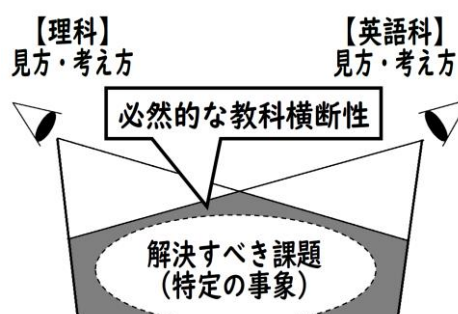 【理科】
見方・考え方
【英語科】
見方・考え方
必然的な教科横断性
解決すべき課題
(特定の事象)